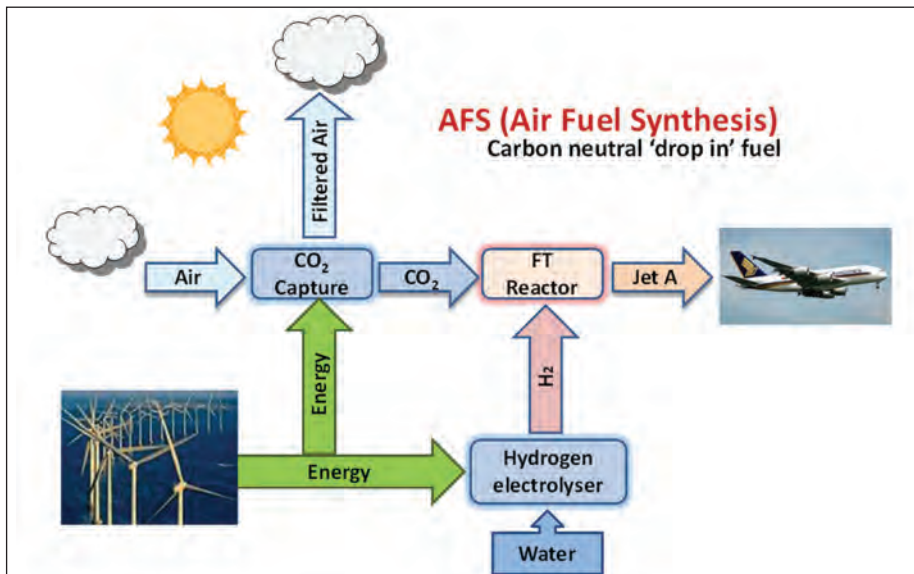 AFS (Air Fuel Synthesis)
Carbon neutral ‘drop in’ fuel
Filtered Air
Air
CO₂
Capture
CO₂
FT
Reactor
Jet A
Energy
H₂
Energy
Hydrogen
electrolyser
Water